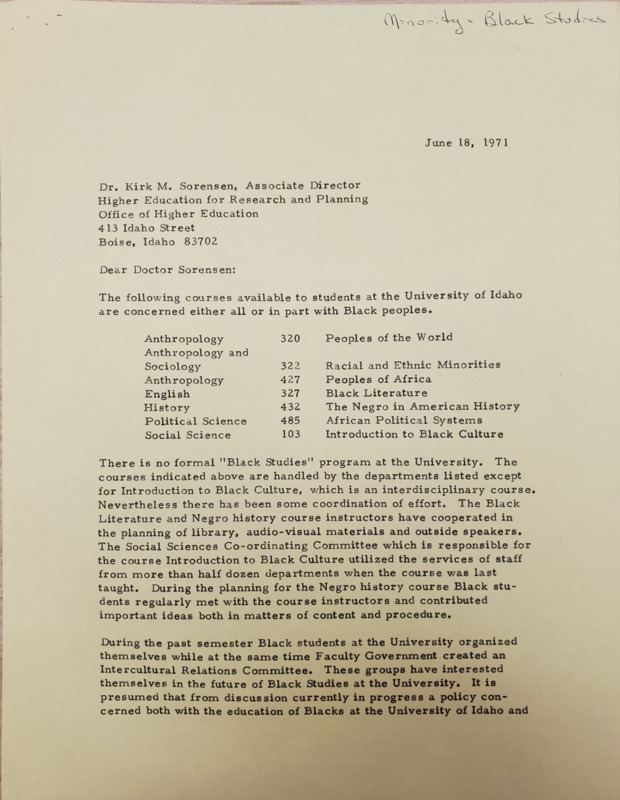 Minority - Black Studies
June 18, 1971
Dr. Kirk M. Sorensen, Associate Director
Higher Education for Research and Planning
Office of Higher Education
413 Idaho Street
Boise, Idaho 83702
Dear Doctor Sorensen:
The following courses available to students at the University of Idaho
are concerned either all or in part with Black peoples.
Anthropology 320 Peoples of the World
Anthropology and
Sociology 322 Racial and Ethnic Minorities
Anthropology 427 Peoples of Africa
English 327 Black Literature
History 432 The Negro in American History
Political Science 485 African Political Systems
Social Science 103 Introduction to Black Culture
There is no formal "Black Studies" program at the University. The
courses indicated above are handled by the departments listed except
for Introduction to Black Culture, which is an interdisciplinary course.
Nevertheless there has been some coordination of effort. The Black
Literature and Negro history course instructors have cooperated in
the planning of library, audio-visual materials and outside speakers.
The Social Sciences Co-ordinating Committee which is responsible for
the course Introduction to Black Culture utilized the services of staff
from more than half dozen departments when the course was last
taught. During the planning for the Negro history course Black stu-
dents regularly met with the course instructors and contributed
important ideas both in matters of content and procedure.
During the past semester Black students at the University organized
themselves while at the same time Faculty Government created an
Intercultural Relations Committee. These groups have interested
themselves in the future of Black Studies at the University. It is
presumed that from discussion currently in progress a policy con-
cerned both with the education of Blacks at the University of Idaho and